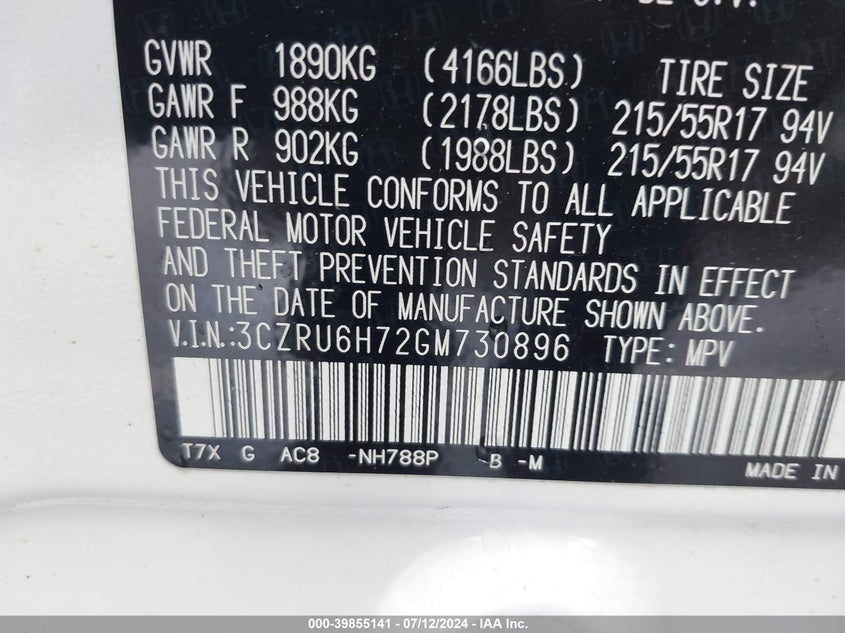 GVWR 1890KG (4166LBS) TIRE SIZE
GAWR F 988KG (2178LBS) 215/55R17 94V
GAWR R 902KG (1988LBS) 215/55R17 94V
THIS VEHICLE CONFORMS TO ALL APPLICABLE
FEDERAL MOTOR VEHICLE SAFETY
AND THEFT PREVENTION STANDARDS IN EFFECT
ON THE DATE OF MANUFACTURE SHOWN ABOVE.
V.I.N.:3CZRU6H72GM730896 TYPE: MPV
T7X G AC8 -NH788P -B -M
MADE IN
000-39855141 - 07/12/2024 - IAA Inc.